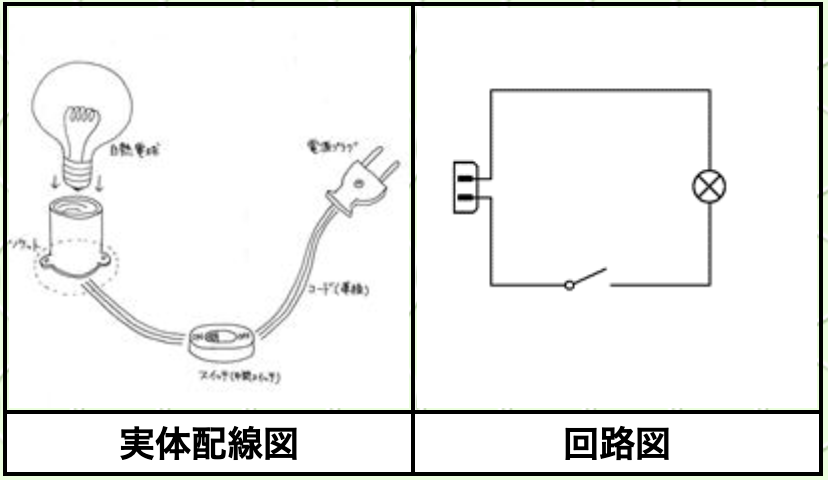 白熱電球
電源プラグ
ソケット
コード(導線)
ON
OFF
スイッチ(中間スイッチ)
実体配線図
回路図